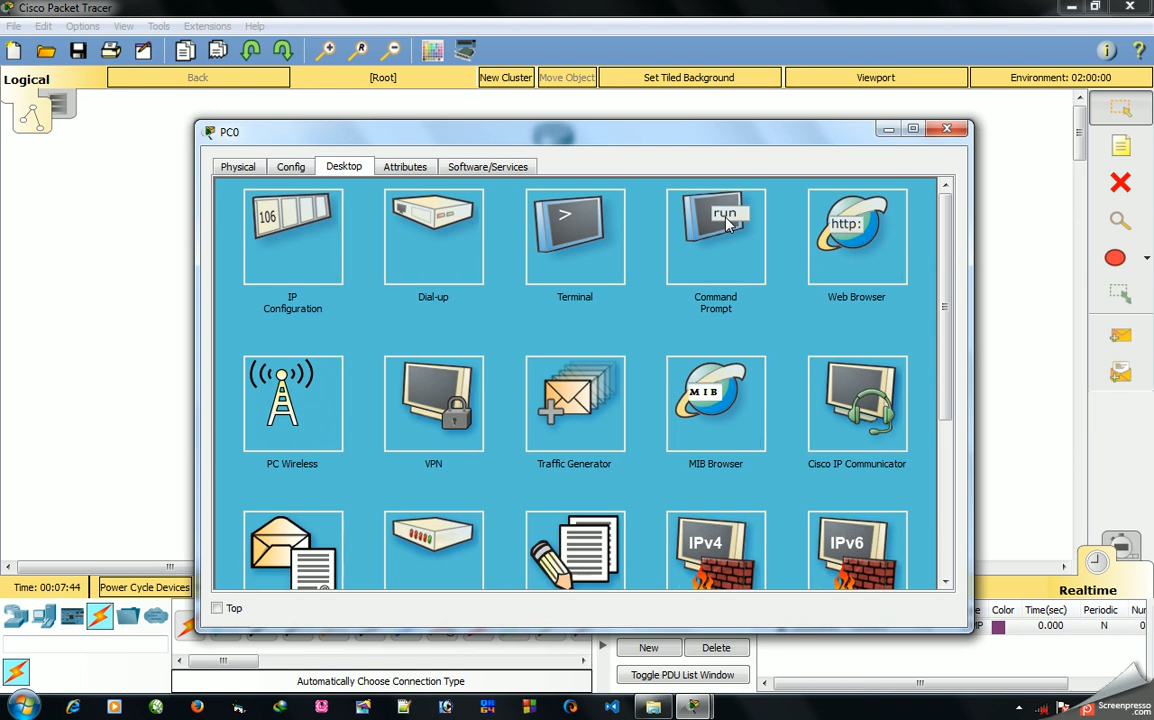 Cisco Packet Tracer
File Edit Options View Tools Extensions Help
Logical
Back
[Root]
New Cluster
Move Object
Set Tiled Background
Viewport
Environment: 02:00:00
PC0
Physical Config Desktop Attributes Software/Services
106
>
run
http:
IP
Configuration
Dial-up
Terminal
Command
Prompt
Web Browser
MIB
PC Wireless
VPN
Traffic Generator
MIB Browser
Cisco IP Communicator
IPv4
IPv6
Top
Time: 00:07:44
Power Cycle Devices
Realtime
Color Time(sec) Periodic
0.000 N
New
Delete
Toggle PDU List Window
Automatically Choose Connection Type
Screenpresso
.com